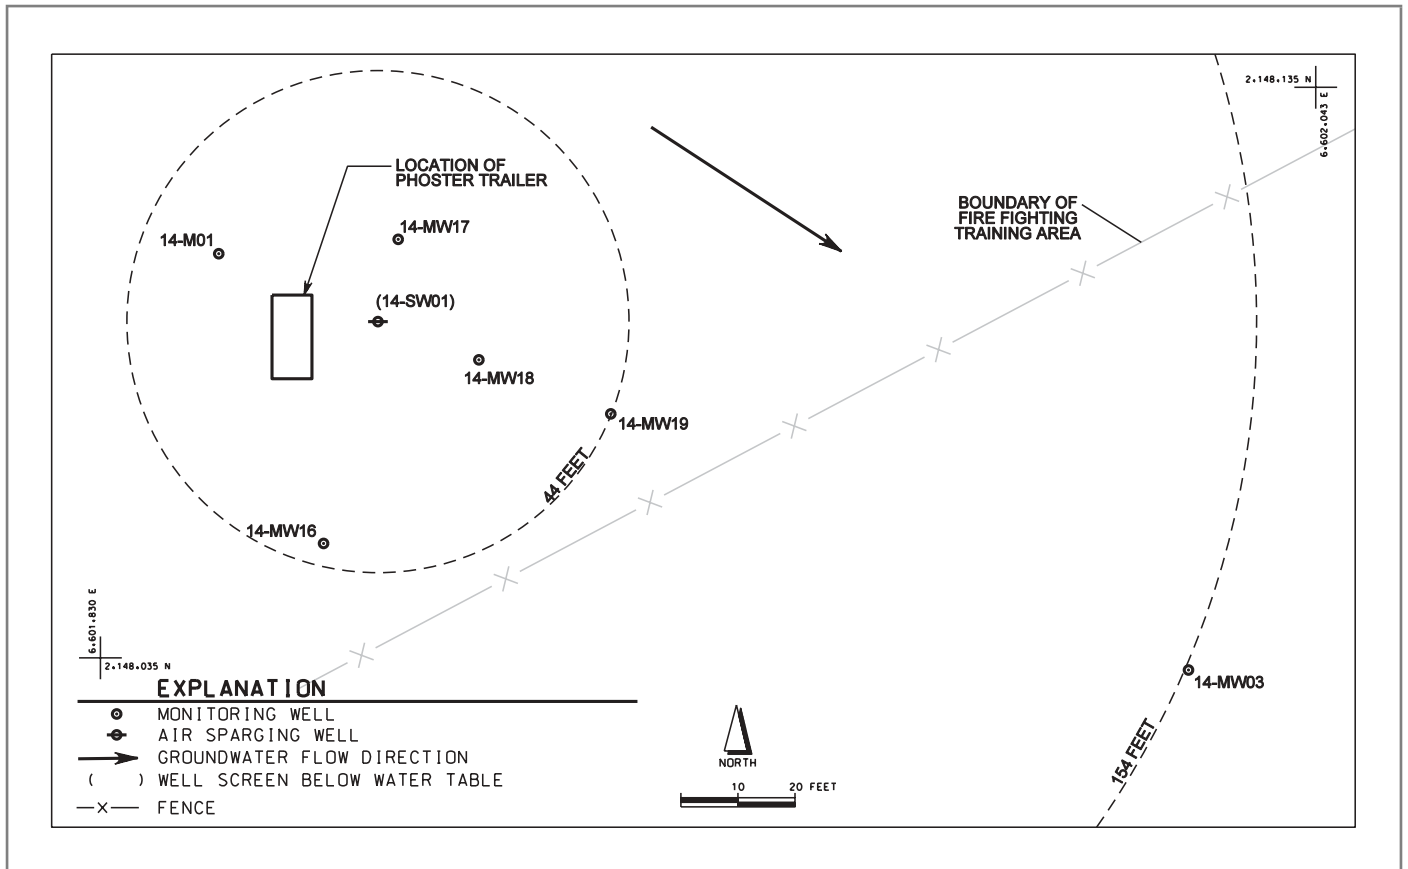 2.148.135 N
6.602.043 E
LOCATION OF
PHOSTER TRAILER
BOUNDARY OF
FIRE FIGHTING
TRAINING AREA
14-M01
14-MW17
(14-SW01)
14-MW18
14-MW19
44 FEET
14-MW16
6.601.830 E
2.148.035 N
14-MW03
154 FEET
EXPLANATION
MONITORING WELL
AIR SPARGING WELL
GROUNDWATER FLOW DIRECTION
( ) WELL SCREEN BELOW WATER TABLE
X FENCE
NORTH
10 20 FEET